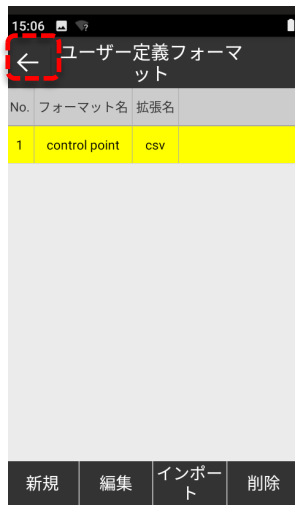 15:06
ユーザー定義フォーマ
ット
No. フォーマット名 拡張名
1 control point csv
新規 編集 インポー 削除
ト